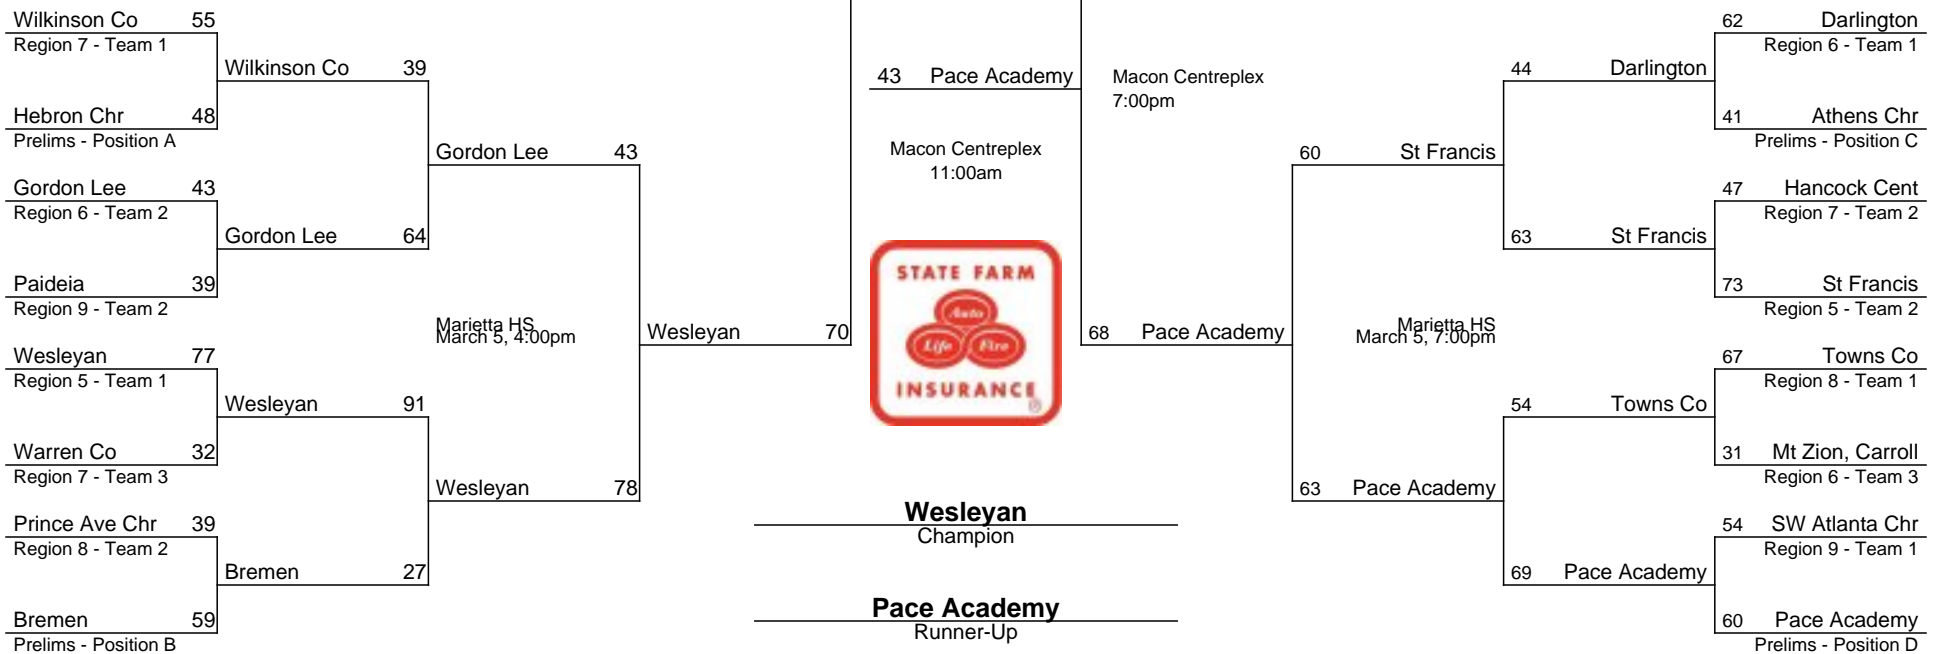 Wilkinson Co 55
Region 7 - Team 1
Wilkinson Co 39
Hebron Chr 48
Prelims - Position A
Gordon Lee 43
Gordon Lee 43
Region 6 - Team 2
Gordon Lee 64
Paideia 39
Region 9 - Team 2
Marietta HS
March 5, 4:00pm
Wesleyan 70
Wesleyan 77
Region 5 - Team 1
Wesleyan 91
Warren Co 32
Region 7 - Team 3
Wesleyan 78
Prince Ave Chr 39
Region 8 - Team 2
Bremen 27
Bremen 59
Prelims - Position B
43 Pace Academy
Macon Centreplex
7:00pm
Macon Centreplex
11:00am
STATE FARM
Auto
Life Fire
INSURANCE
®
Wesleyan
Champion
Pace Academy
Runner-Up
62 Darlington
Region 6 - Team 1
44 Darlington
41 Athens Chr
Prelims - Position C
60 St Francis
47 Hancock Cent
Region 7 - Team 2
63 St Francis
73 St Francis
Region 5 - Team 2
Marietta HS
March 5, 7:00pm
68 Pace Academy
67 Towns Co
Region 8 - Team 1
54 Towns Co
31 Mt Zion, Carroll
Region 6 - Team 3
63 Pace Academy
54 SW Atlanta Chr
Region 9 - Team 1
69 Pace Academy
60 Pace Academy
Prelims - Position D